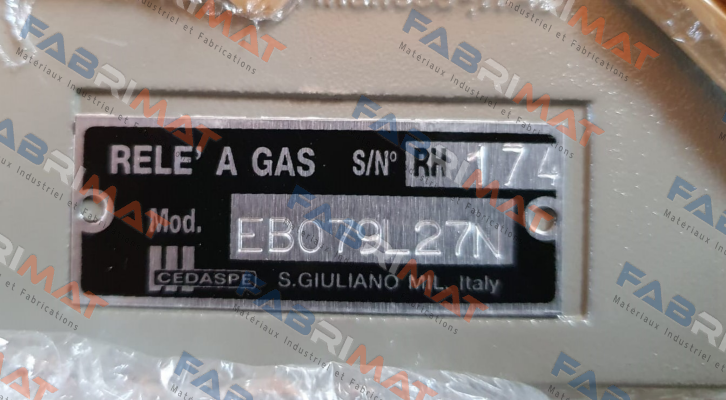 RELE' A GAS S/Nº RH 174
Mod. EB079L27N
CEDASPE S.GIULIANO MIL. Italy
FABRIMAT
Materiaux Industriel et Fabrications